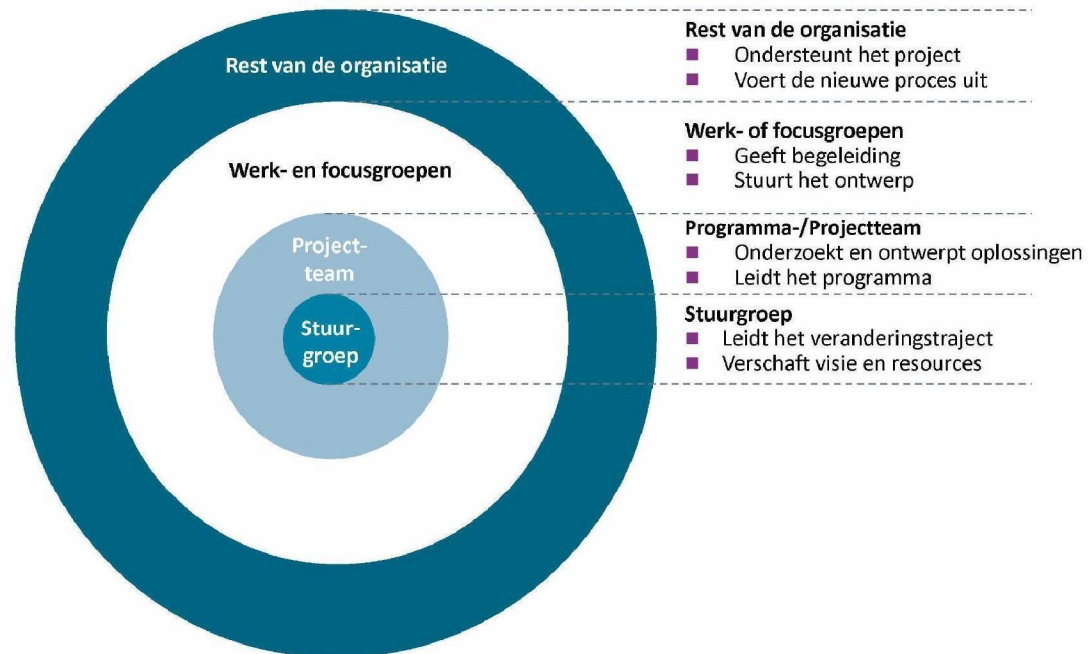 Rest van de organisatie
Werk- en focusgroepen
Project-
team
Stuur-
groep
Rest van de organisatie
Ondersteunt het project
Voert de nieuwe proces uit
Werk- of focusgroepen
Geeft begeleiding
Stuurt het ontwerp
Programma-/Projectteam
Onderzoekt en ontwerpt oplossingen
Leidt het programma
Stuurgroep
Leidt het veranderingstraject
Verschaft visie en resources